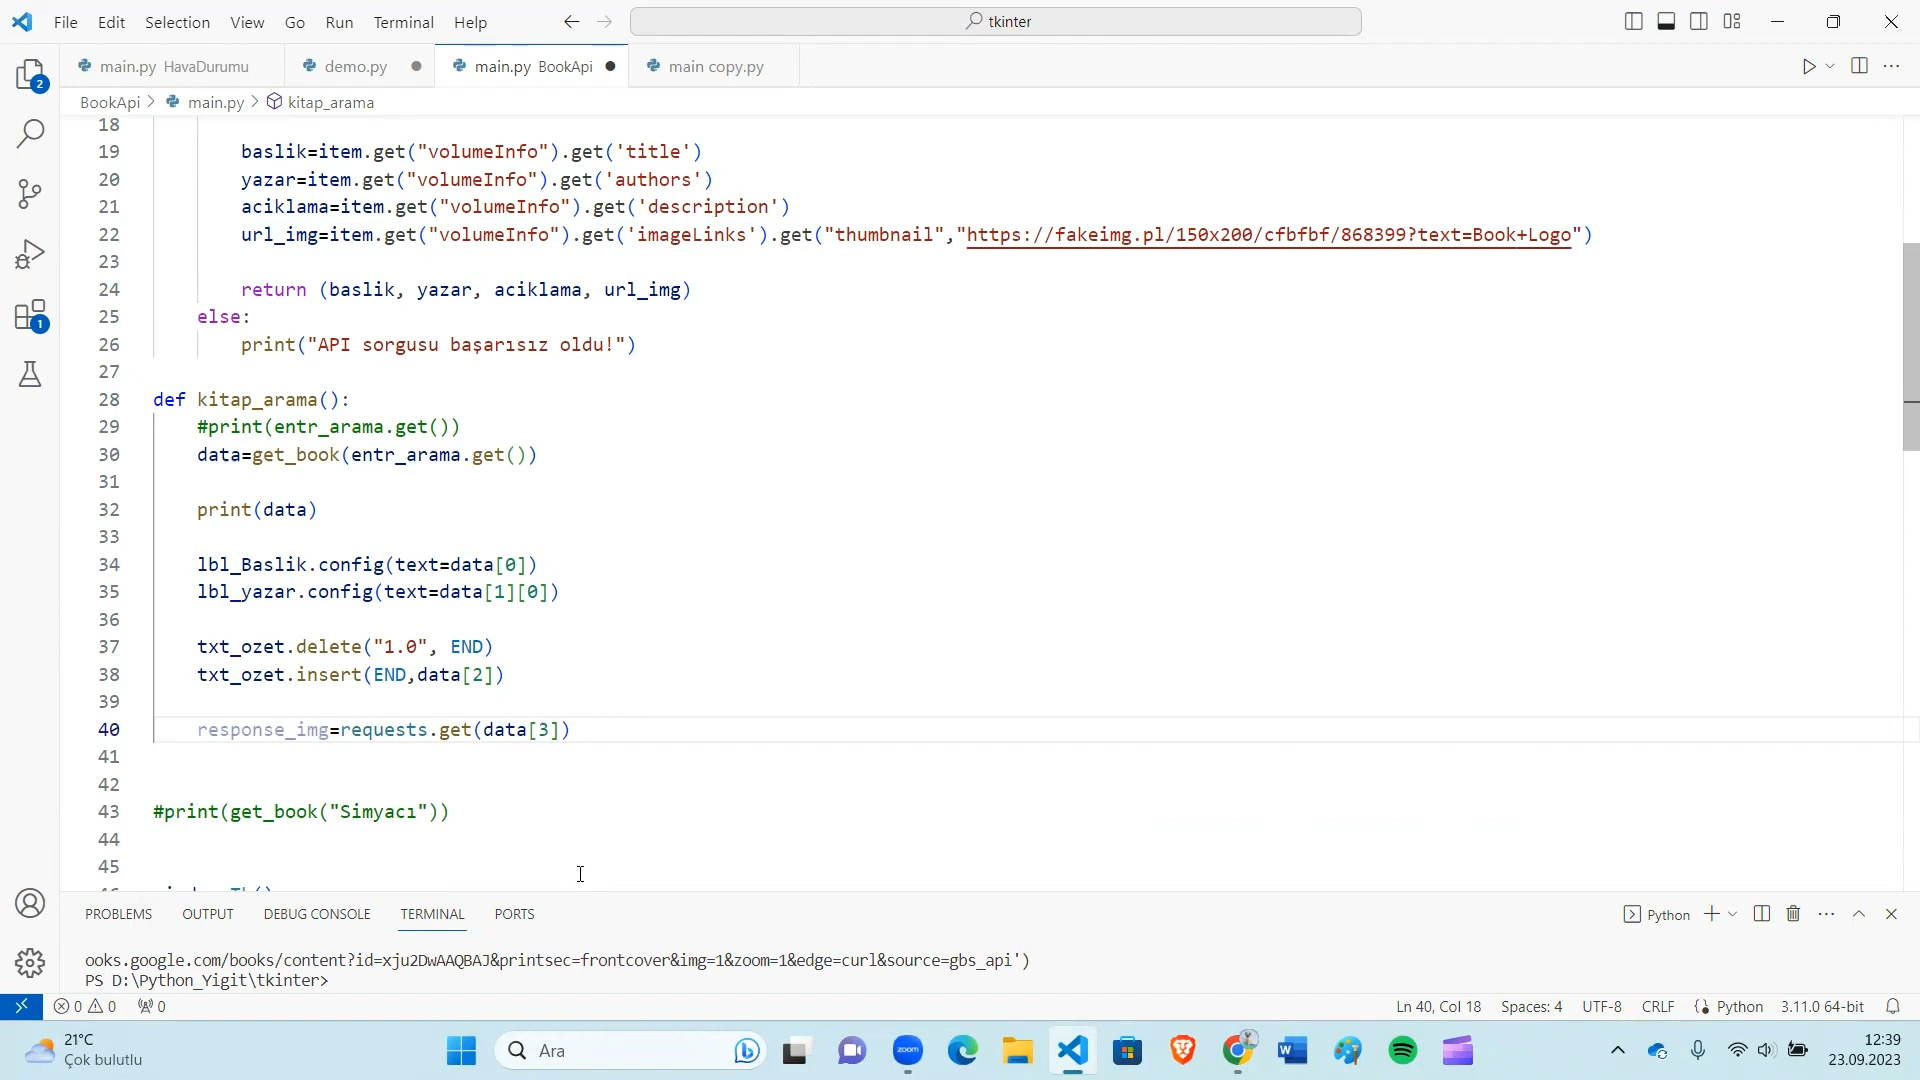 File Edit Selection View Go Run Terminal Help tkinter
main.py HavaDurumu demo.py main.py BookApi main copy.py
2
BookApi > main.py > kitap_arama
18
19 baslik=item.get("volumeInfo").get('title')
20 yazar=item.get("volumeInfo").get('authors')
21 aciklama=item.get("volumeInfo").get('description')
22 url_img=item.get("volumeInfo").get('imageLinks').get("thumbnail","https://fakeimg.pl/150x200/cfbfbf/868399?text=Book+Logo")
23
24 return (baslik, yazar, aciklama, url_img)
25 else:
1
26 print("API sorgusu başarısız oldu!")
27
28 def kitap_arama():
29 #print(entr_arama.get())
30 data=get_book(entr_arama.get())
31
32 print(data)
33
34 lbl_Baslik.config(text=data[0])
35 lbl_yazar.config(text=data[1][0])
36
37 txt_ozet.delete("1.0", END)
38 txt_ozet.insert(END,data[2])
39
40 response_img=requests.get(data[3])
41
42
43 #print(get_book("Simyacı"))
44
45
PROBLEMS OUTPUT DEBUG CONSOLE TERMINAL PORTS Python
ooks.google.com/books/content?id=xju2DwAAQBAJ&printsec=frontcover&img=1&zoom=1&edge=curl&source=gbs_api')
PS D:\Python_Yigit\tkinter>
0 0 0 Ln 40, Col 18 Spaces: 4 UTF-8 CRLF Python 3.11.0 64-bit
21°C
Çok bulutlu
Ara
zoom
12:39
23.09.2023